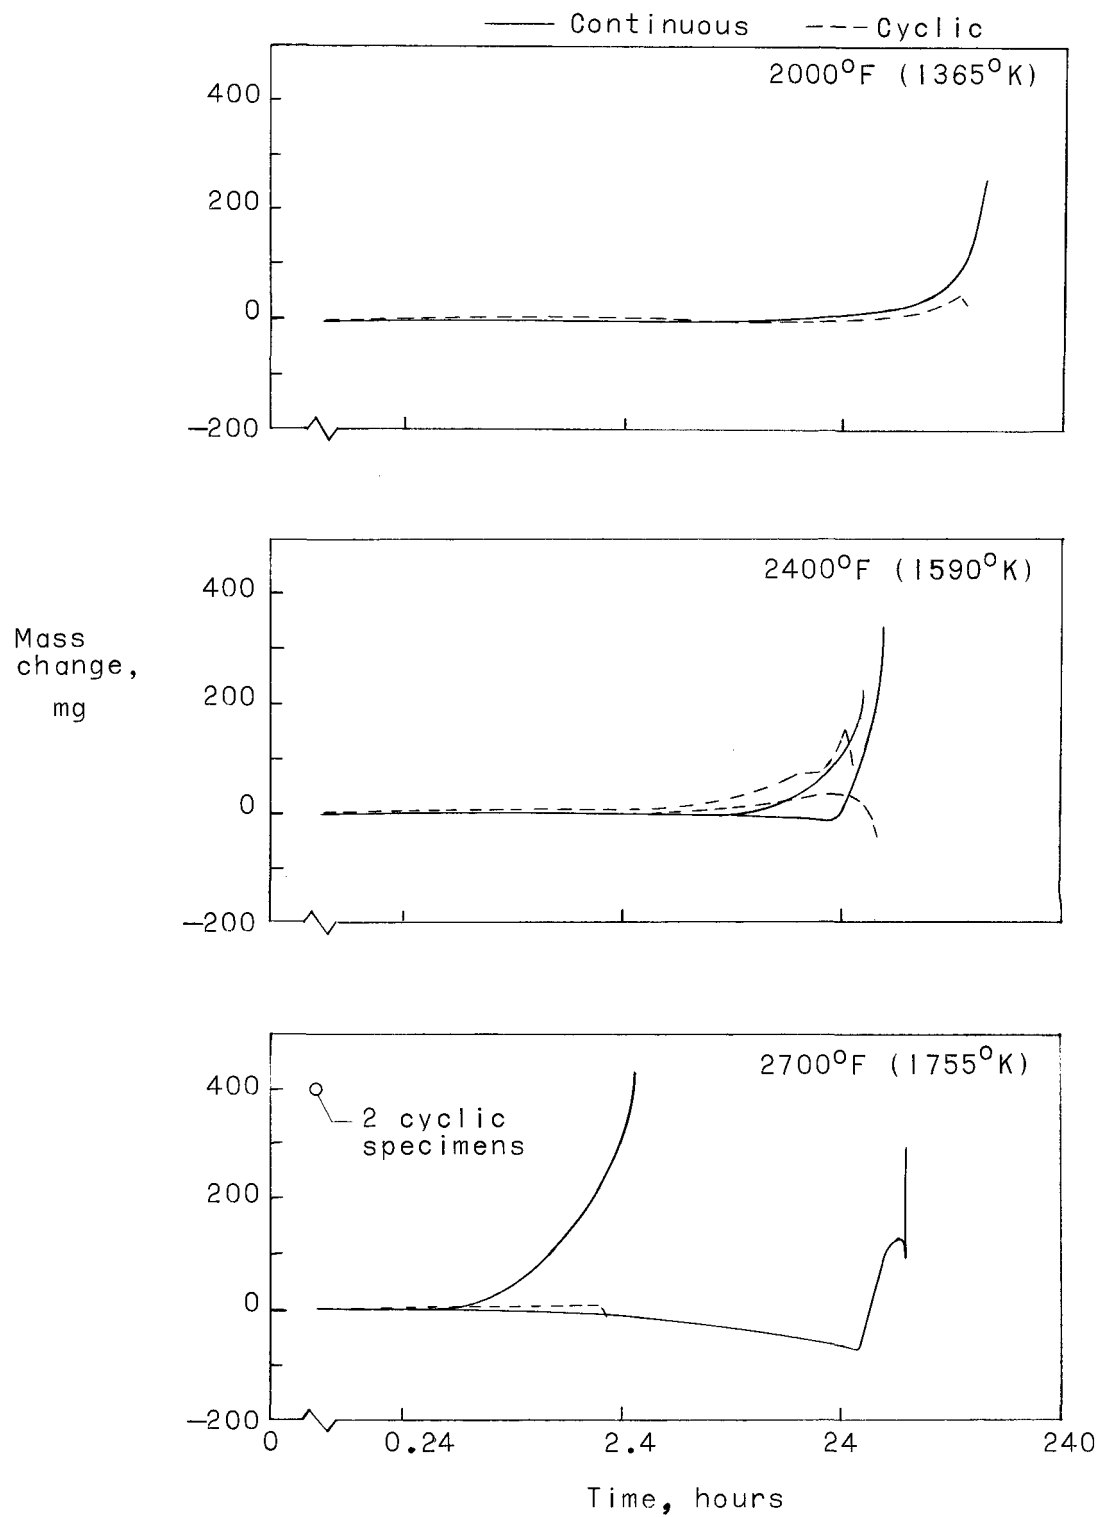 Continuous Cyclic
2000°F (1365°K)
400
200
0
-200
2400°F (1590°K)
400
Mass
change,
mg
200
0
-200
2700°F (1755°K)
400
2 cyclic
specimens
200
0
-200
0 0.24 2.4 24 240
Time, hours